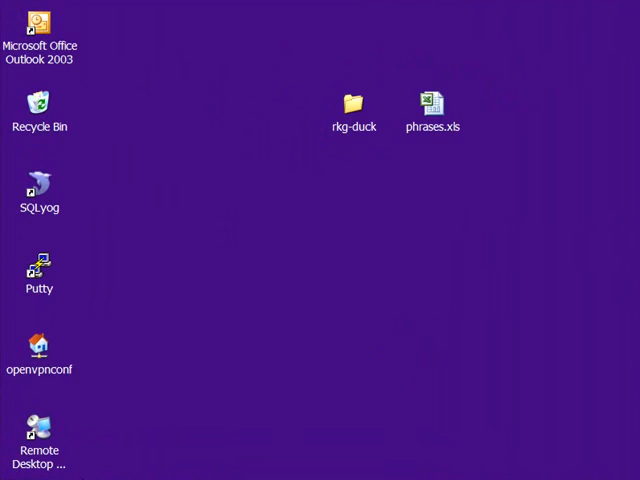 Microsoft Office
Outlook 2003
Recycle Bin
rkg-duck
phrases.xls
SQLyog
Putty
openvpnconf
Remote
Desktop ...